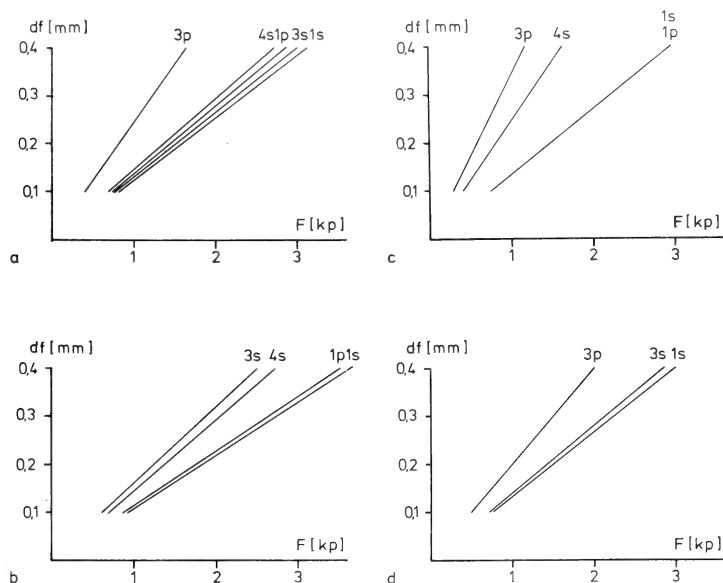 df [mm]
3p 4s1p 3s1s
0,4
0,3
0,2
0,1
F [kp]
1 2 3
a
df [mm]
1s
3p 4s 1p
0,4
0,3
0,2
0,1
F [kp]
1 2 3
c
df [mm]
3s 4s 1p1s
0,4
0,3
0,2
0,1
F [kp]
1 2 3
b
df [mm]
3p 3s 1s
0,4
0,3
0,2
0,1
F [kp]
1 2 3
d